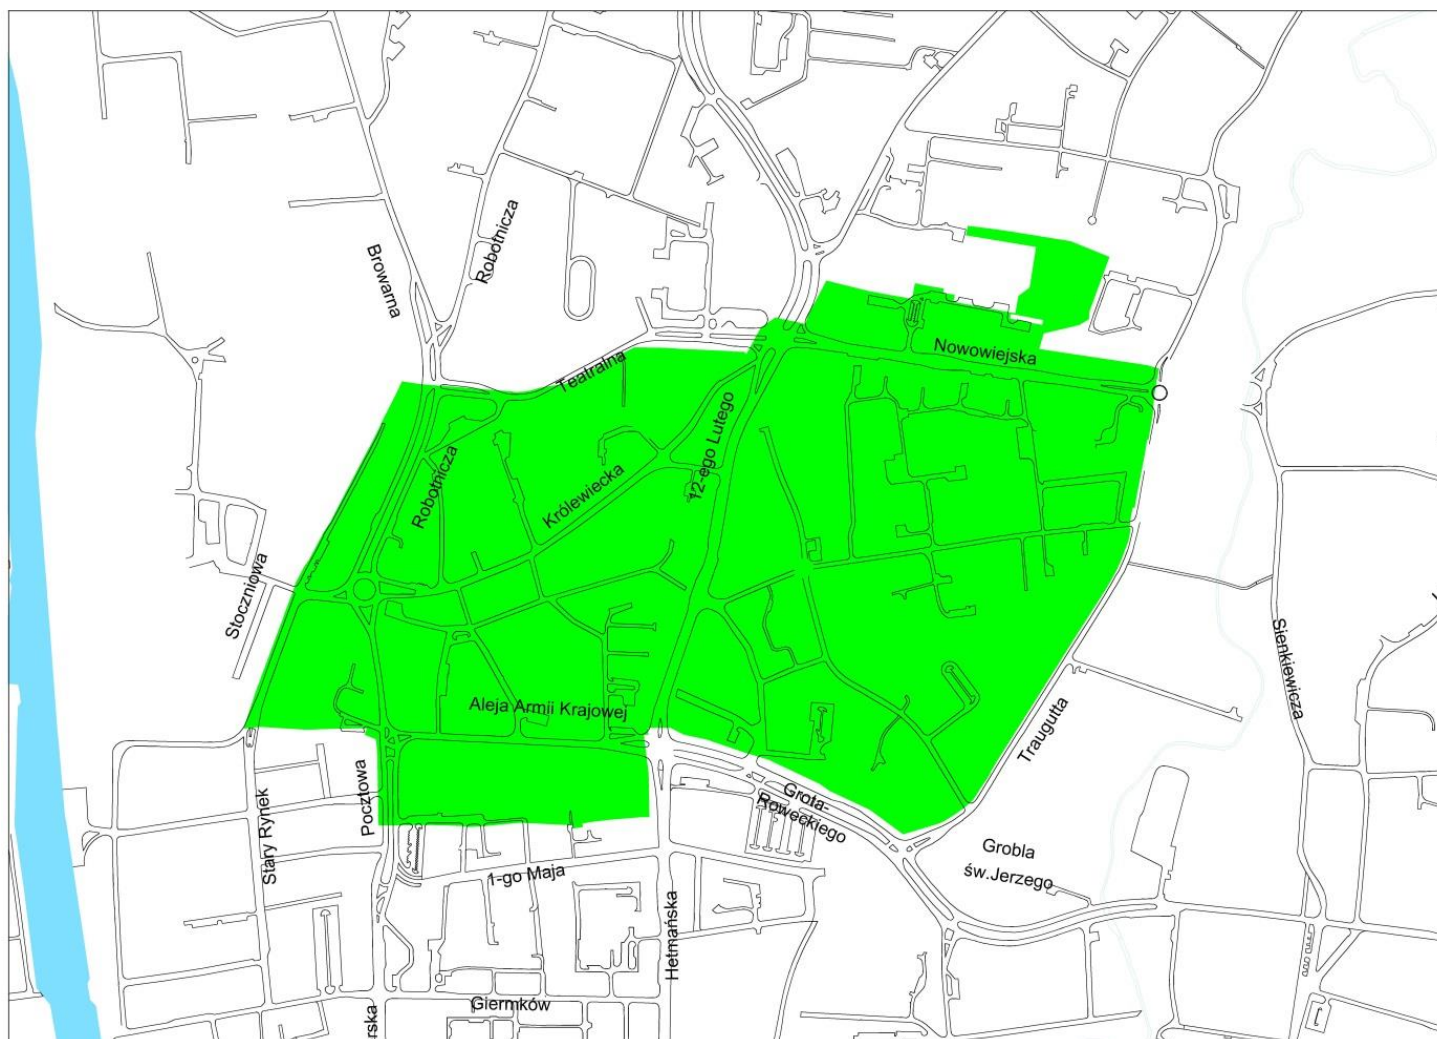 Robotnicza
Browarna
Nowowiejska
Teatralna
12-ego Lutego
Robotnicza
Królewiecka
Stoczniowa
Sienkiewicza
Aleja Armii Krajowej
Traugutta
Pocztowa
Stary Rynek
Grota-
Roweckiego
Grobla
św.Jerzego
1-go Maja
Hetmańska
Giermków
rska